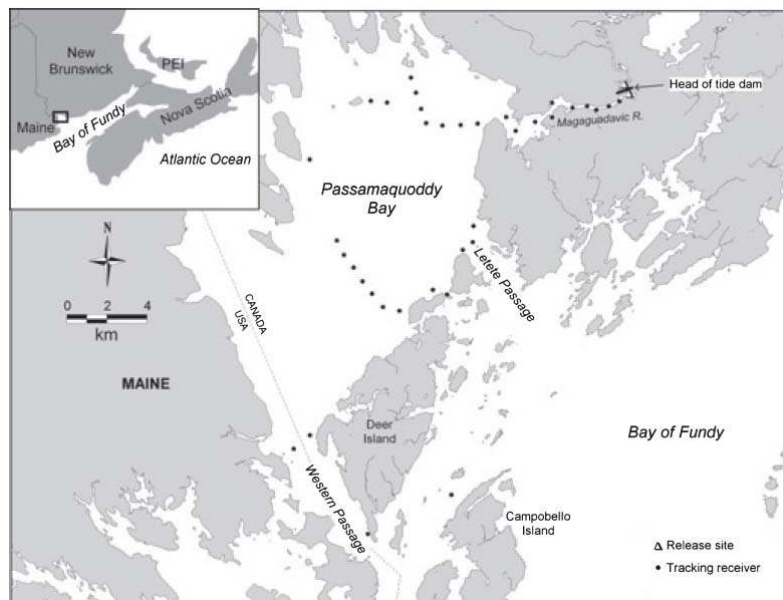 New
Brunswick
PEI
Maine
Bay of Fundy
Nova Scotia
Atlantic Ocean
Head of tide dam
Magaguadavic R.
Passamaquoddy
Bay
Letete Passage
N
0 2 4
km
CANADA
USA
MAINE
Deer
Island
Bay of Fundy
Western Passage
Campobello
Island
Release site
Tracking receiver